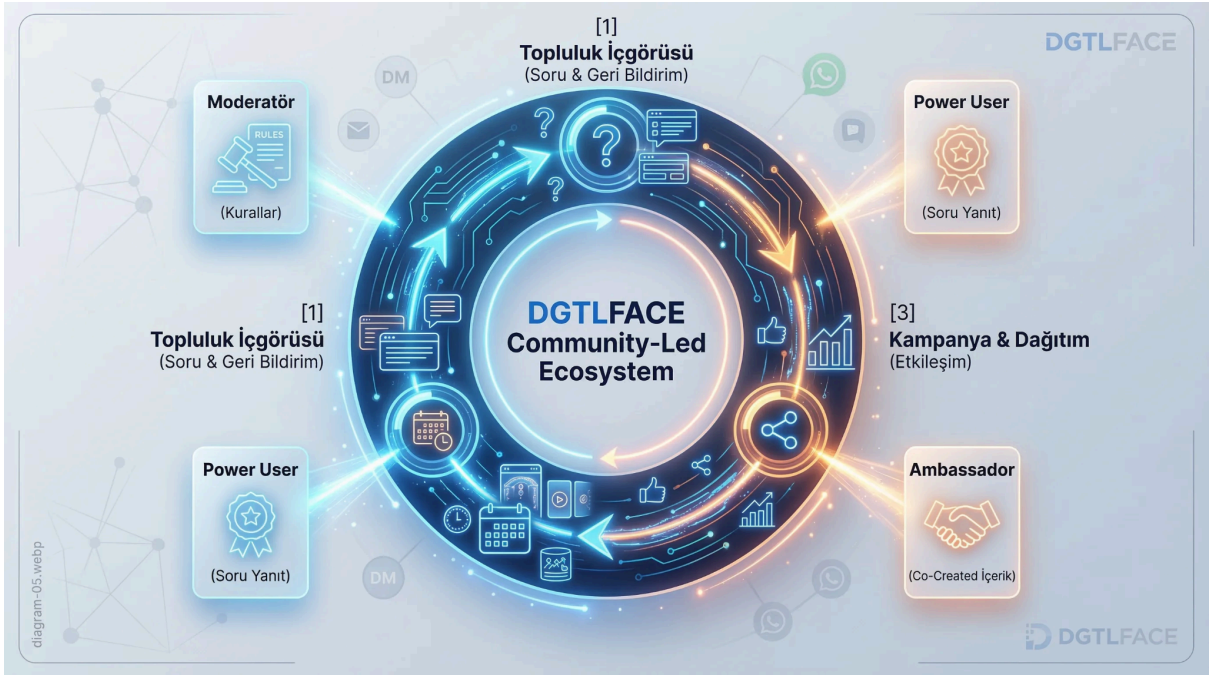 [1]
Topluluk İçgörüsü
(Soru & Geri Bildirim)
DGTLFACE
DM
Moderatör
RULES
(Kurallar)
Power User
(Soru Yanıt)
[1]
Topluluk İçgörüsü
(Soru & Geri Bildirim)
DGTLFACE
Community-Led
Ecosystem
[3]
Kampanya & Dağıtım
(Etkileşim)
Power User
(Soru Yanıt)
Ambassador
(Co-Created İçerik)
DM
diagram-05.webp
DGTLFACE